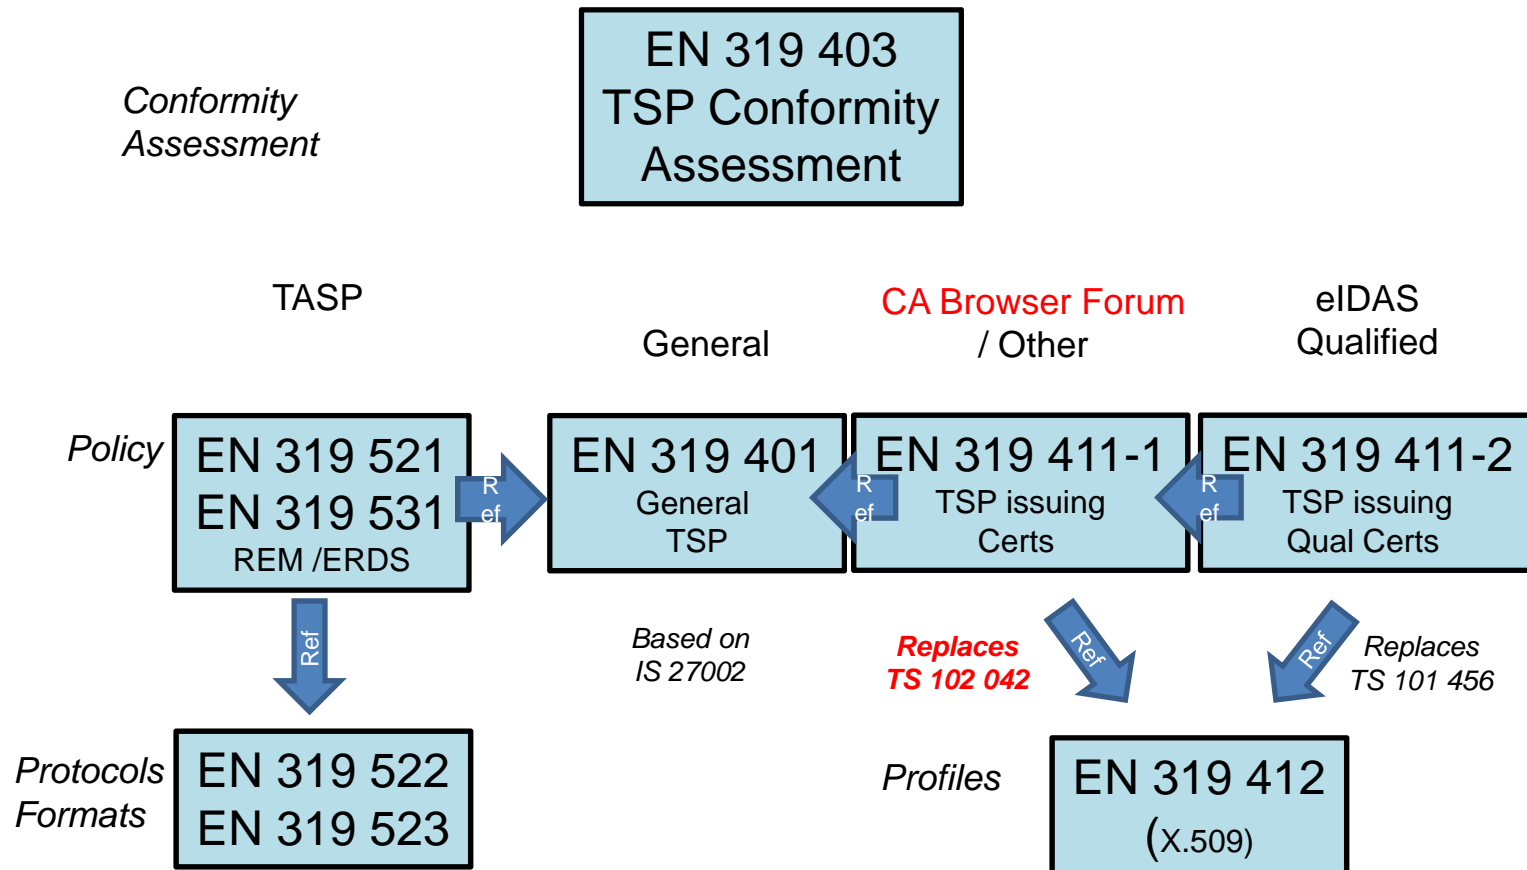 EN 319 403
TSP Conformity
Assessment
Conformity
Assessment
TASP
General
CA Browser Forum
/ Other
eIDAS
Qualified
Policy
EN 319 521
EN 319 531
REM /ERDS
R
ef
EN 319 401
General
TSP
R
ef
EN 319 411-1
TSP issuing
Certs
R
ef
EN 319 411-2
TSP issuing
Qual Certs
Ref
Based on
IS 27002
Replaces
TS 102 042
Ref
Ref
Replaces
TS 101 456
Protocols
Formats
EN 319 522
EN 319 523
Profiles
EN 319 412
(X.509)